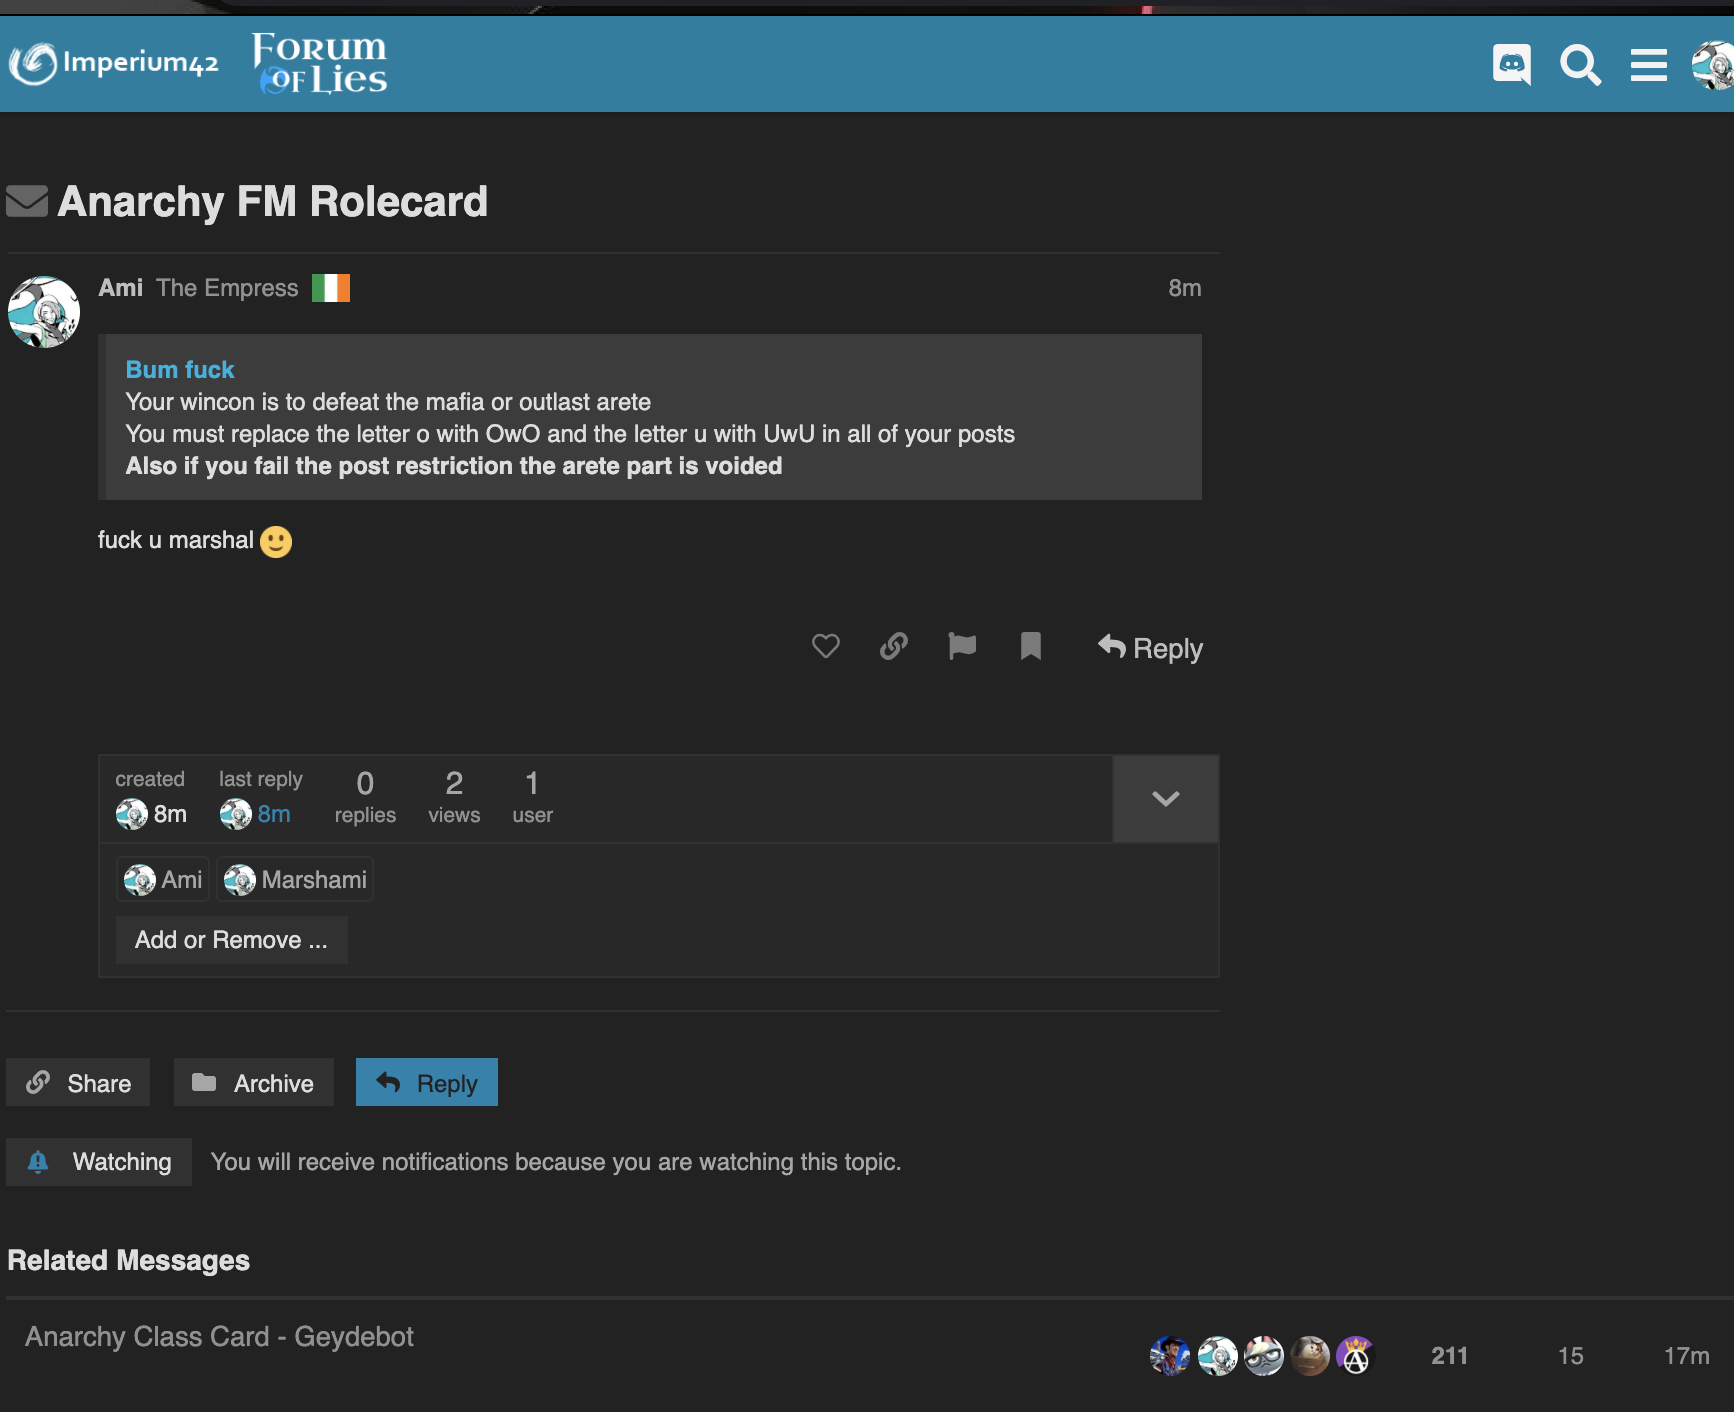 Imperium42
Forum
of Lies
Anarchy FM Rolecard
Ami The Empress 8m
Bum fuck
Your wincon is to defeat the mafia or outlast arete
You must replace the letter o with OwO and the letter u with UwU in all of your posts
Also if you fail the post restriction the arete part is voided
fuck u marshal
Reply
created last reply 0 2 1
8m 8m replies views user
Ami Marshami
Add or Remove ...
Share Archive Reply
Watching You will receive notifications because you are watching this topic.
Related Messages
Anarchy Class Card - Geydebot
211 15 17m